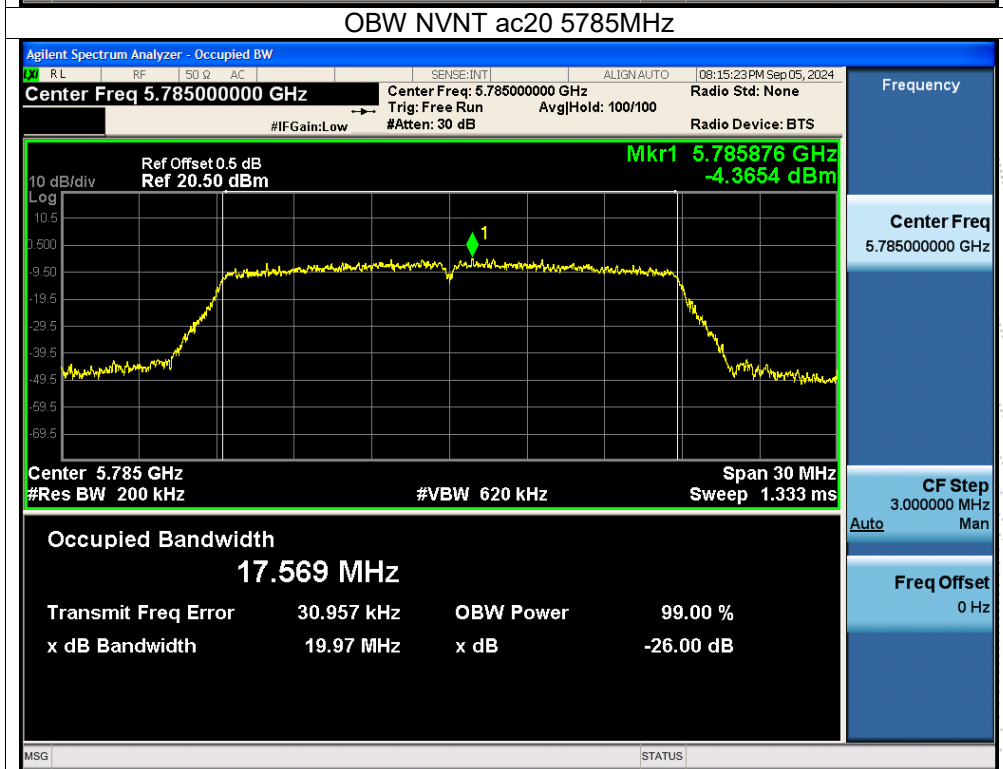 OBW NVNT ac20 5785MHz
Agilent Spectrum Analyzer - Occupied BW
LXI RL RF 50 Ω AC SENSE:INT ALIGN AUTO 08:15:23 PM Sep 05, 2024
Center Freq 5.785000000 GHz
Center Freq: 5.785000000 GHz Radio Std: None
Trig: Free Run Avg|Hold: 100/100
#IFGain:Low #Atten: 30 dB Radio Device: BTS
Ref Offset 0.5 dB
10 dB/div Ref 20.50 dBm
Mkr1 5.785876 GHz
-4.3654 dBm
Log
10.5
0.500
-9.50
-19.5
-29.5
-39.5
-49.5
-59.5
-69.5
1
Center 5.785 GHz Span 30 MHz
#Res BW 200 kHz #VBW 620 kHz Sweep 1.333 ms
Occupied Bandwidth
17.569 MHz
Transmit Freq Error 30.957 kHz OBW Power 99.00 %
x dB Bandwidth 19.97 MHz x dB -26.00 dB
Frequency
Center Freq
5.785000000 GHz
CF Step
3.000000 MHz
Auto Man
Freq Offset
0 Hz
MSG STATUS